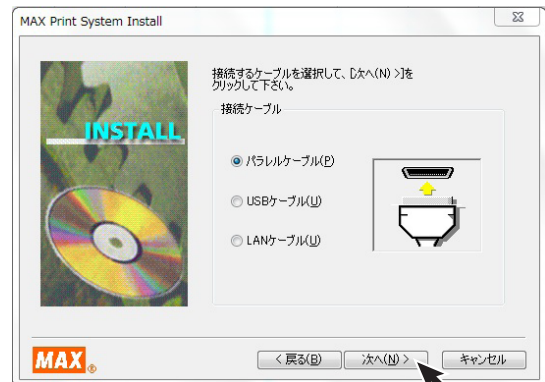 MAX Print System Install
接続するケーブルを選択して、[次へ(N) >]を
クリックして下さい。
接続ケーブル
INSTALL
パラレルケーブル(P)
USBケーブル(U)
LANケーブル(U)
MAX®
< 戻る(B)
次へ(N) >
キャンセル